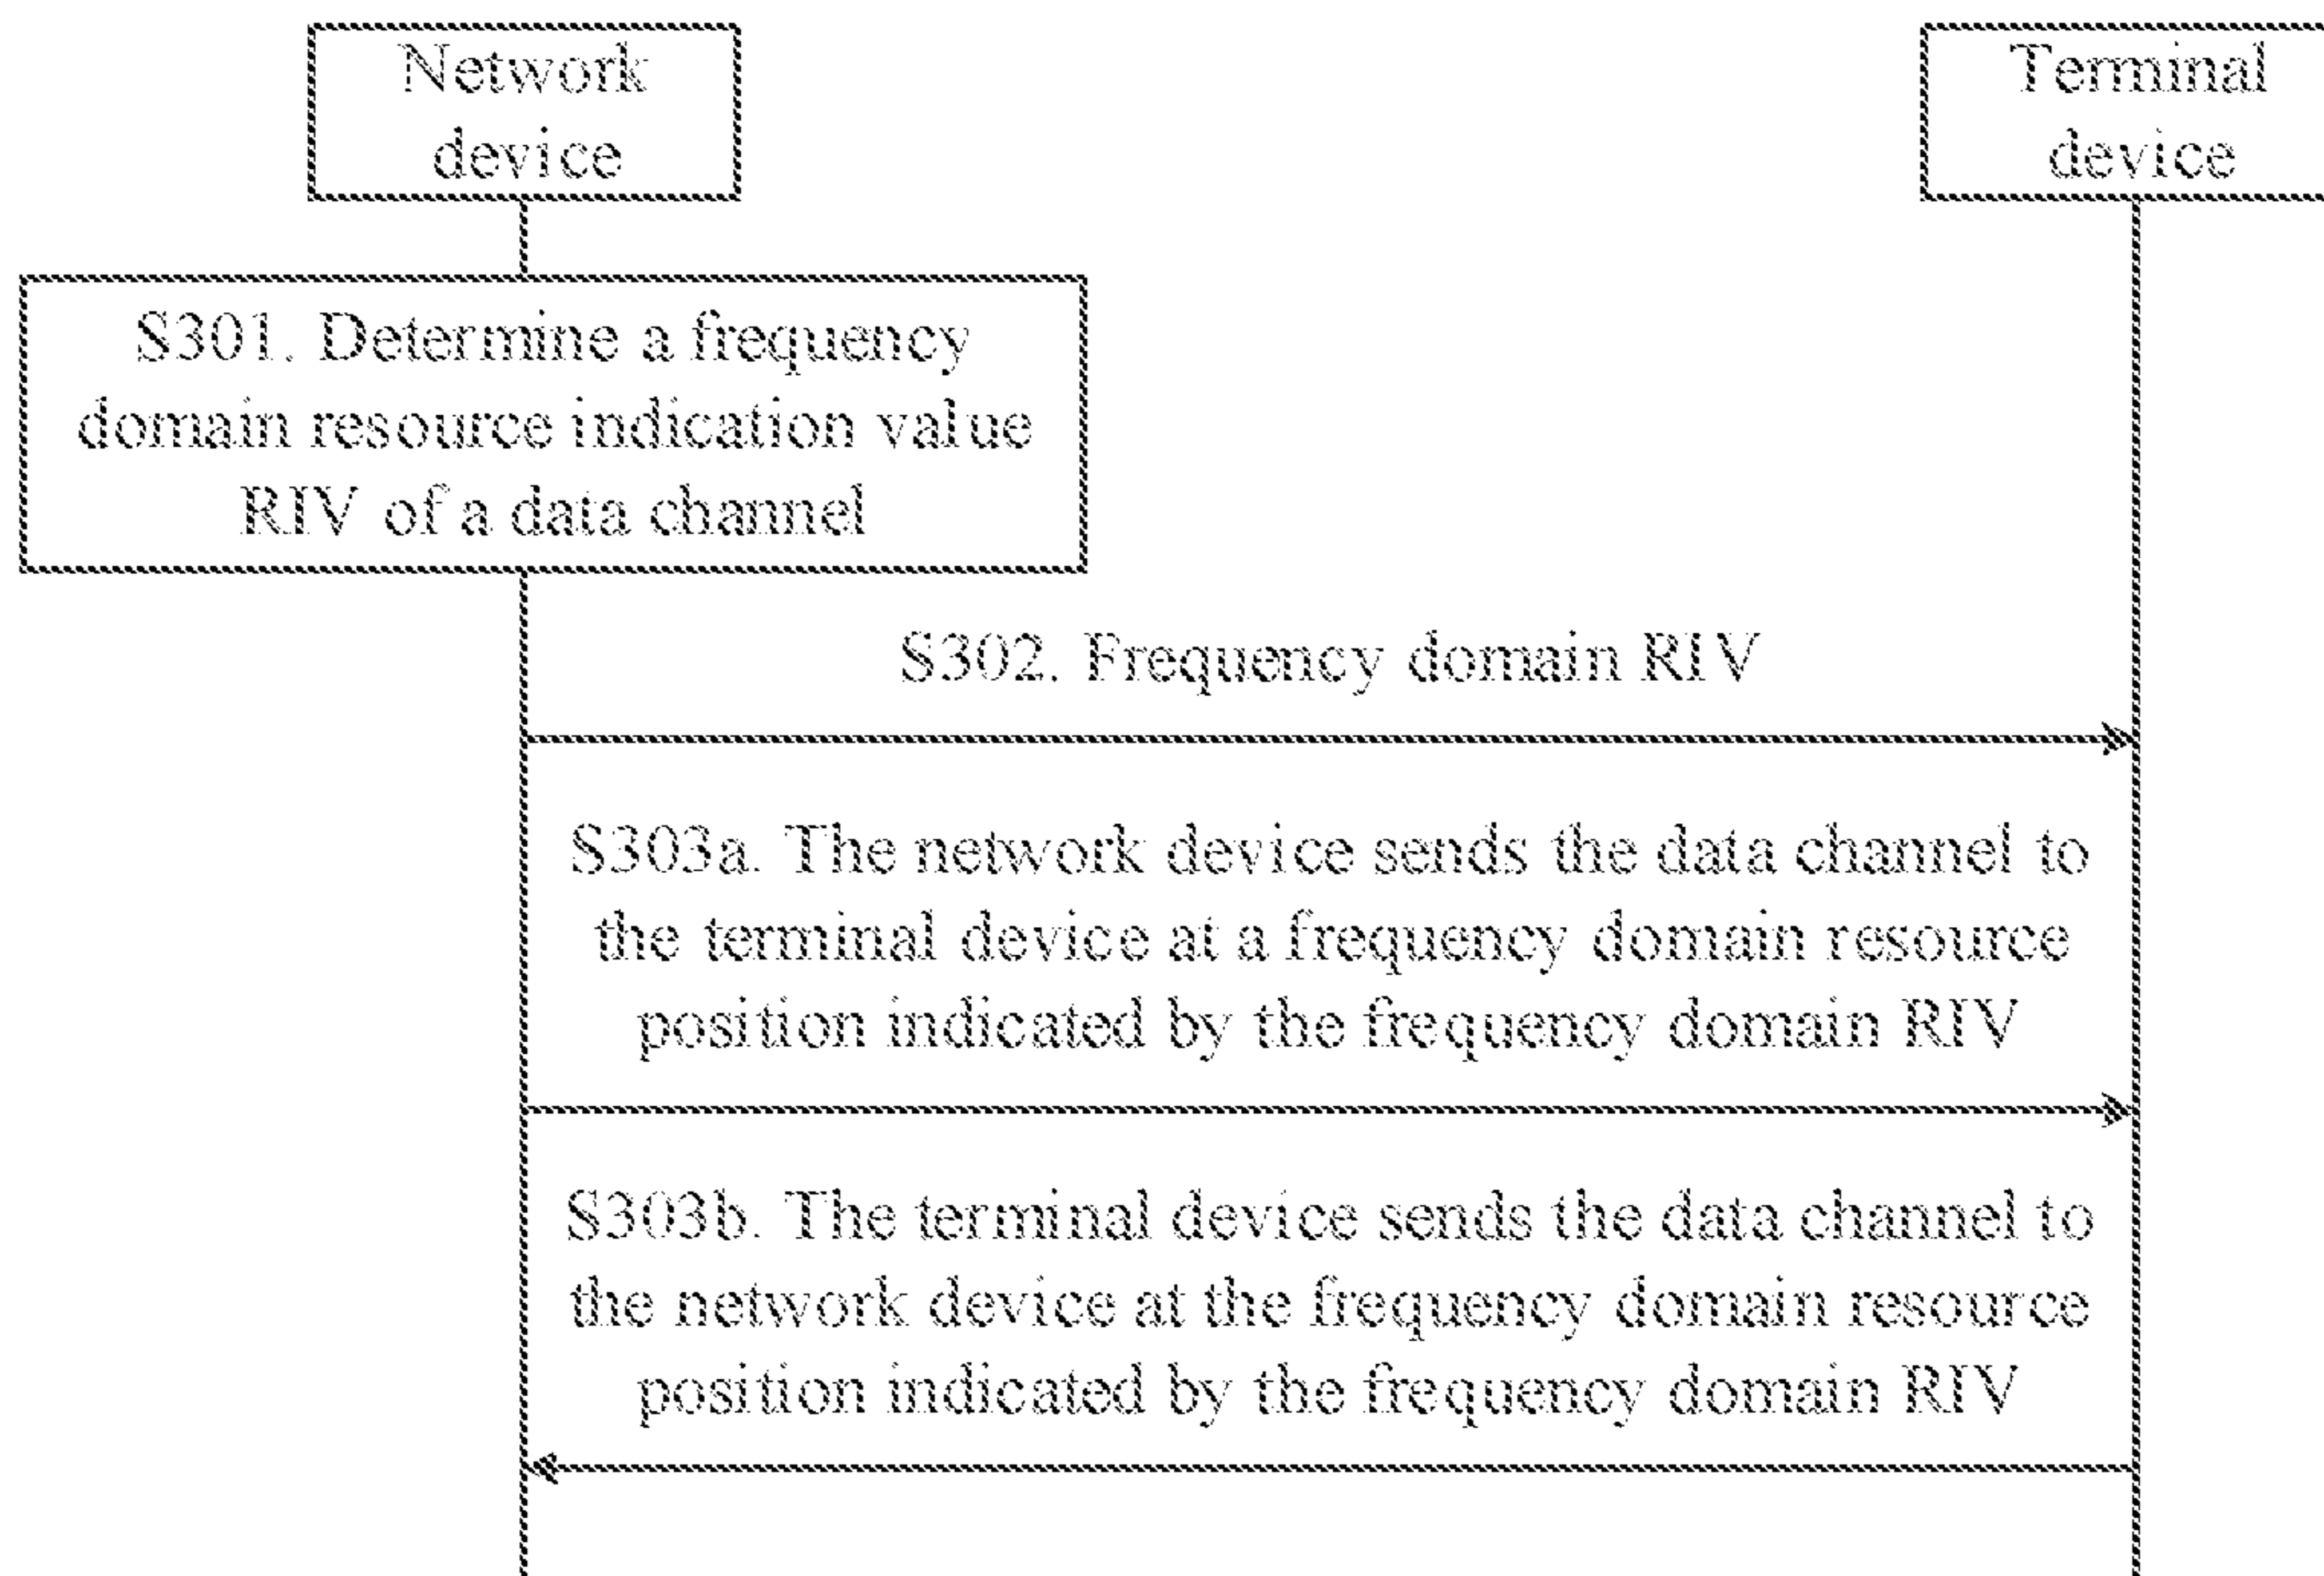 Network
device
Terminal
device
S301. Determine a frequency
domain resource indication value
RIV of a data channel
S302. Frequency domain RIV
S303a. The network device sends the data channel to
the terminal device at a frequency domain resource
position indicated by the frequency domain RIV
S303b. The terminal device sends the data channel to
the network device at the frequency domain resource
position indicated by the frequency domain RIV